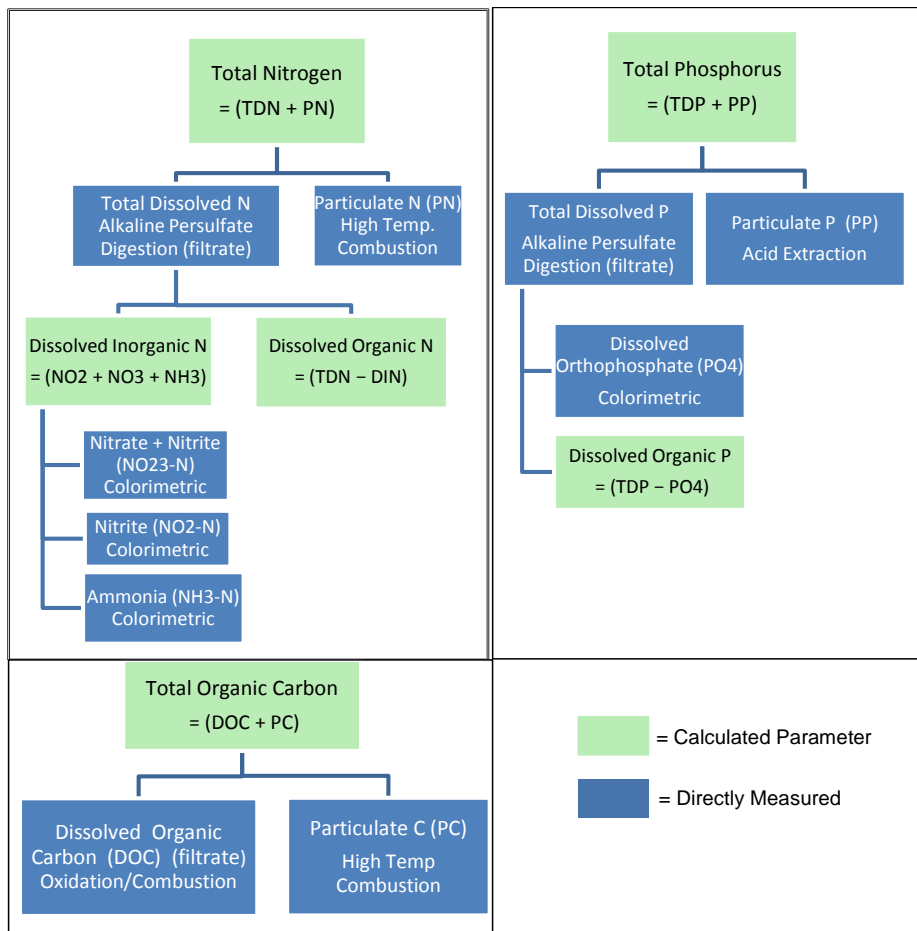 Total Nitrogen
= (TDN + PN)
Total Dissolved N
Alkaline Persulfate
Digestion (filtrate)
Particulate N (PN)
High Temp.
Combustion
Dissolved Inorganic N
= (NO2 + NO3 + NH3)
Dissolved Organic N
= (TDN − DIN)
Nitrate + Nitrite
(NO23-N)
Colorimetric
Nitrite (NO2-N)
Colorimetric
Ammonia (NH3-N)
Colorimetric
Total Phosphorus
= (TDP + PP)
Total Dissolved P
Alkaline Persulfate
Digestion (filtrate)
Particulate P (PP)
Acid Extraction
Dissolved
Orthophosphate (PO4)
Colorimetric
Dissolved Organic P
= (TDP − PO4)
Total Organic Carbon
= (DOC + PC)
Dissolved Organic
Carbon (DOC) (filtrate)
Oxidation/Combustion
Particulate C (PC)
High Temp
Combustion
= Calculated Parameter
= Directly Measured